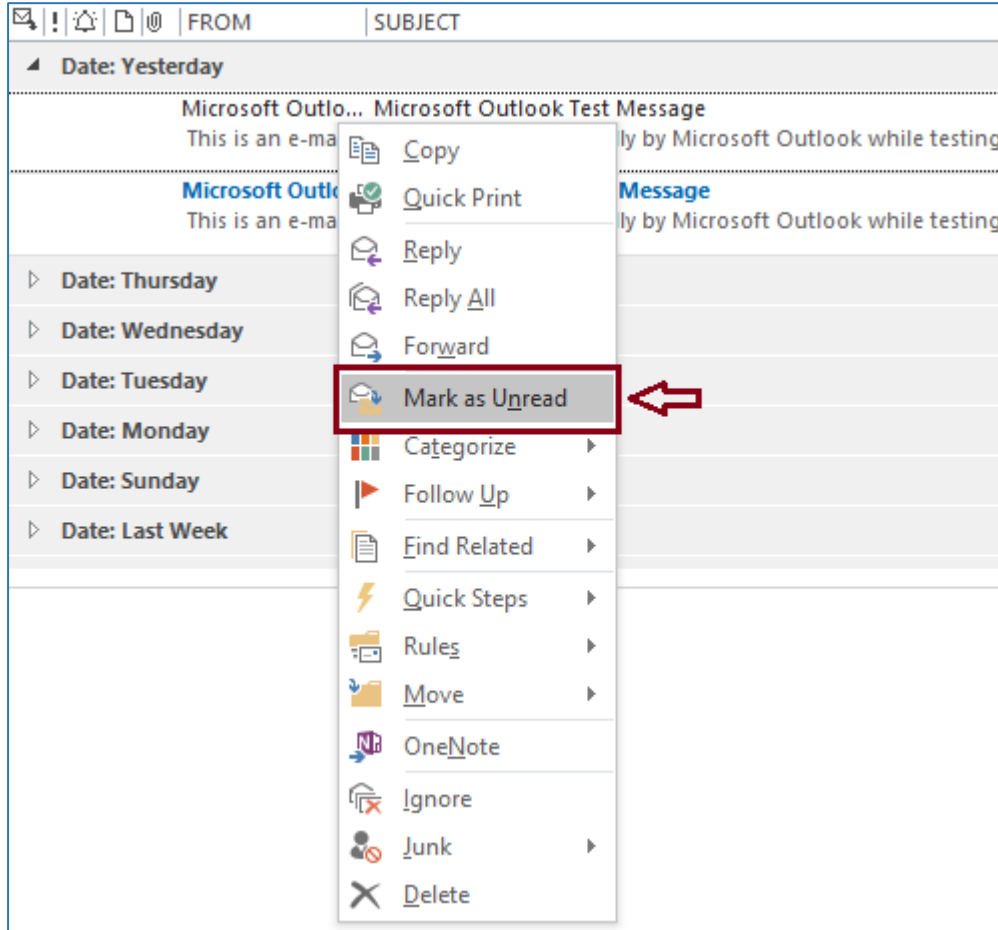 ! FROM SUBJECT
Date: Yesterday
Microsoft Outlo... Microsoft Outlook Test Message
This is an e-ma ly by Microsoft Outlook while testing
Microsoft Outlo Message
This is an e-ma ly by Microsoft Outlook while testing
Date: Thursday
Date: Wednesday
Date: Tuesday
Date: Monday
Date: Sunday
Date: Last Week
Copy
Quick Print
Reply
Reply All
Forward
Mark as Unread
Categorize
Follow Up
Find Related
Quick Steps
Rules
Move
OneNote
Ignore
Junk
Delete